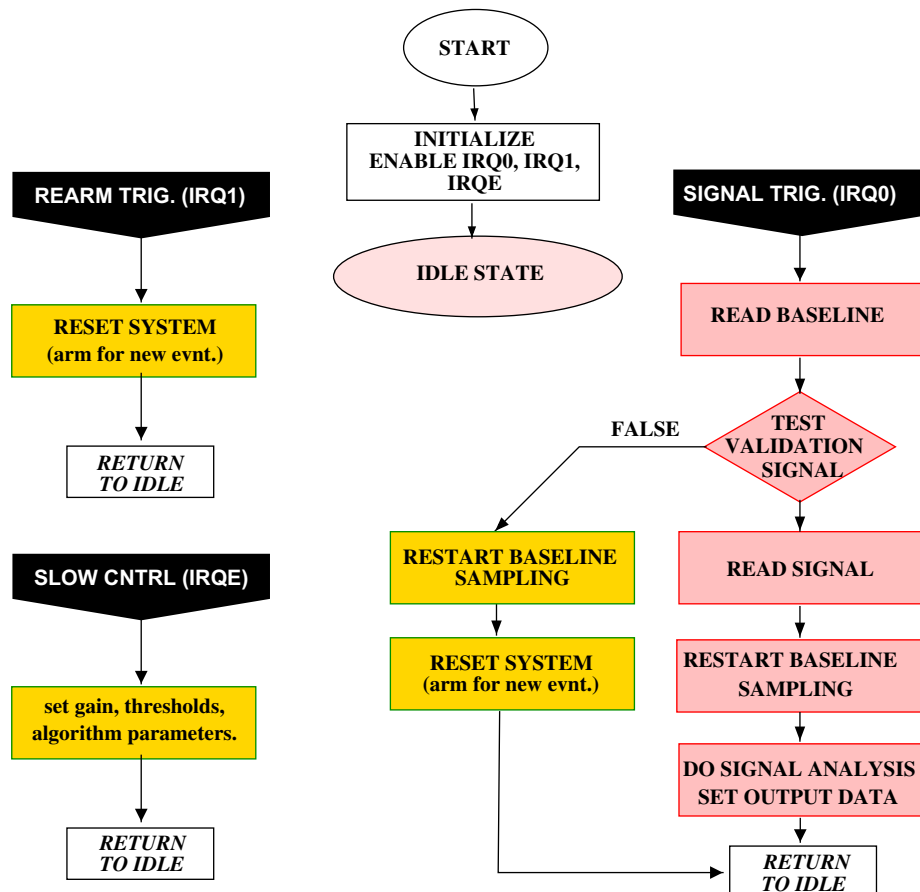 START
INITIALIZE
ENABLE IRQ0, IRQ1,
IRQE
IDLE STATE
REARM TRIG. (IRQ1)
RESET SYSTEM
(arm for new evnt.)
RETURN
TO IDLE
SLOW CNTRL (IRQE)
set gain, thresholds,
algorithm parameters.
RETURN
TO IDLE
SIGNAL TRIG. (IRQ0)
READ BASELINE
TEST
VALIDATION
SIGNAL
FALSE
RESTART BASELINE
SAMPLING
RESET SYSTEM
(arm for new evnt.)
READ SIGNAL
RESTART BASELINE
SAMPLING
DO SIGNAL ANALYSIS
SET OUTPUT DATA
RETURN
TO IDLE